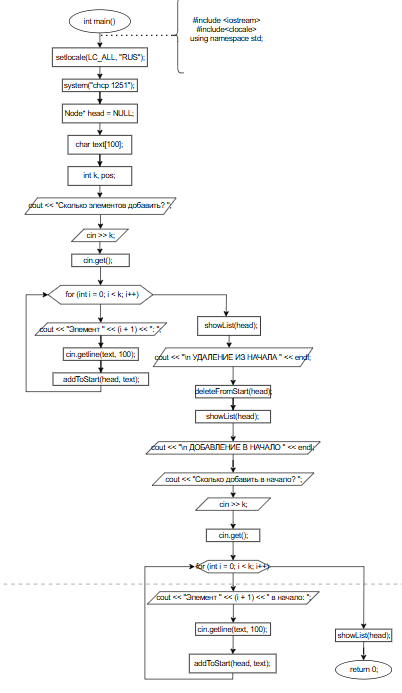 int main()
#include <iostream>
#include<clocale>
using namespace std;
setlocale(LC_ALL, "RUS");
system("chcp 1251");
Node* head = NULL;
char text[100];
int k, pos;
cout << "Сколько элементов добавить? ";
cin >> k;
cin.get();
for (int i = 0; i < k; i++)
cout << "Элемент " << (i + 1) << ": ";
cin.getline(text, 100);
addToStart(head, text);
showList(head);
cout << "\n УДАЛЕНИЕ ИЗ НАЧАЛА " << endl;
deleteFromStart(head);
showList(head);
cout << "\n ДОБАВЛЕНИЕ В НАЧАЛО " << endl;
cout << "Сколько добавить в начало? ";
cin >> k;
cin.get();
for (int i = 0; i < k; i++)
cout << "Элемент " << (i + 1) << " в начало: ";
cin.getline(text, 100);
addToStart(head, text);
showList(head);
return 0;